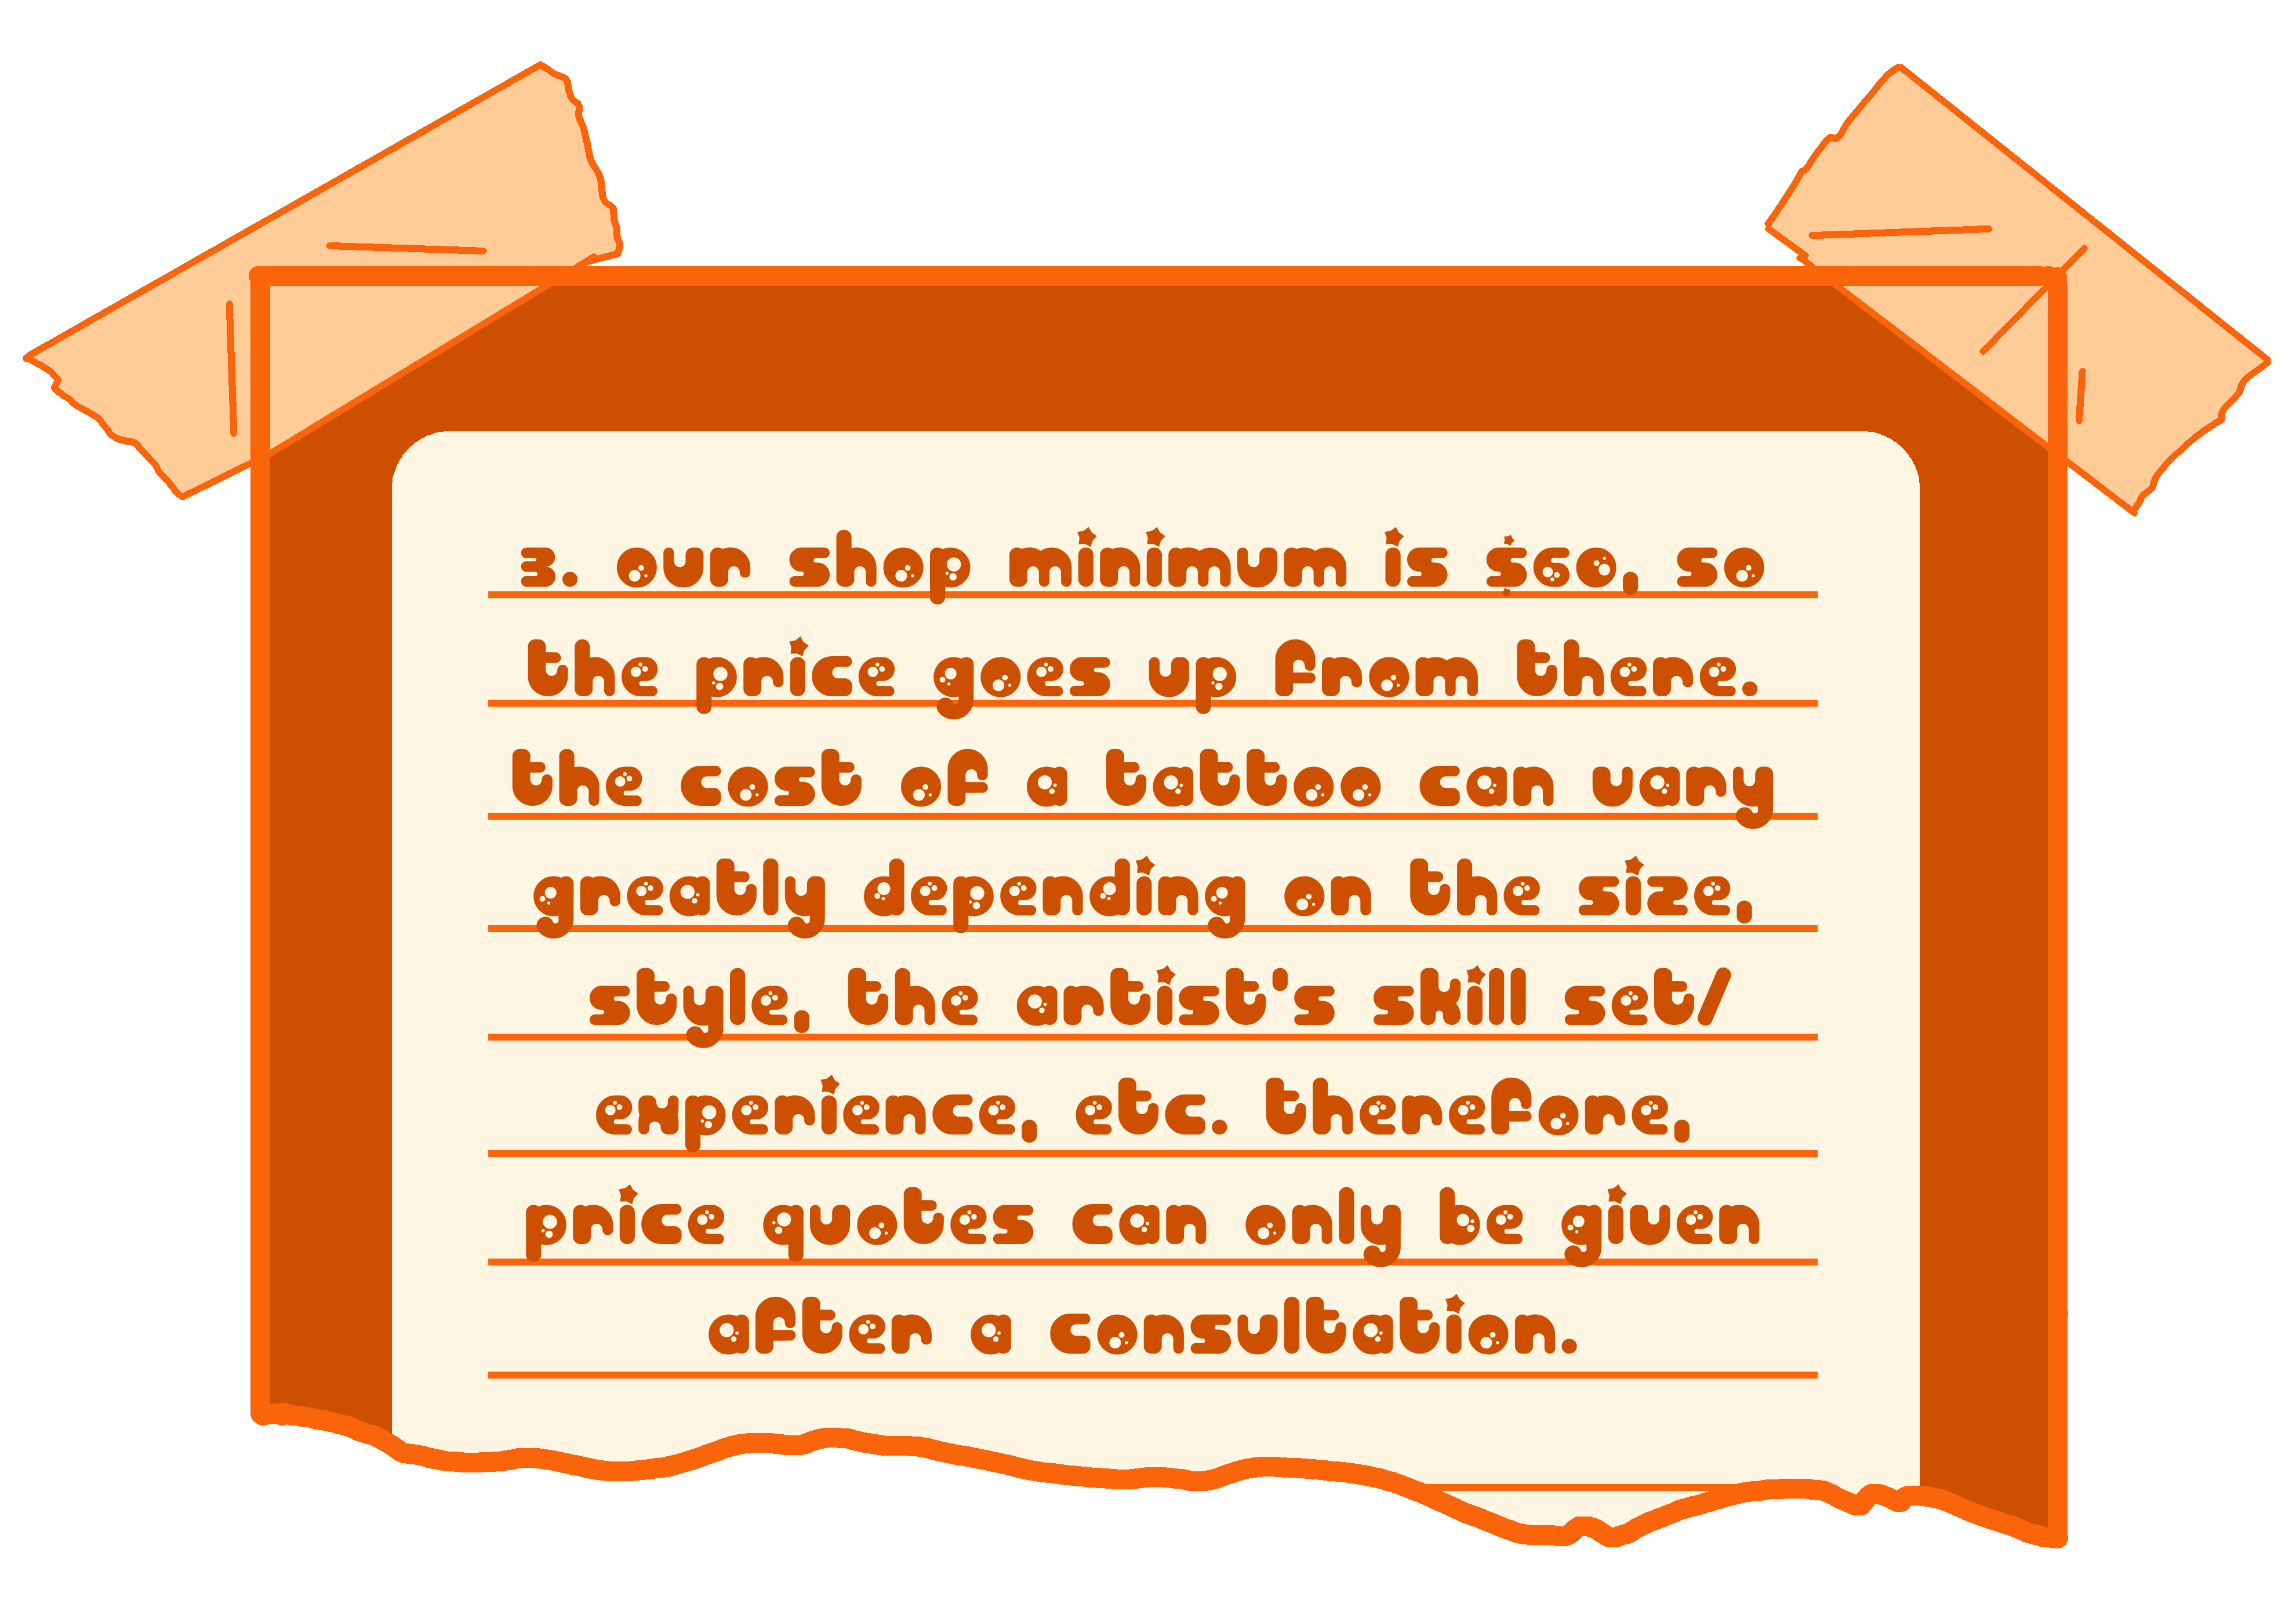 3. our shop minimum is $60, so
the price goes up from there.
the cost of a tattoo can vary
greatly depending on the size,
style, the artist's skill set/
experience, etc. therefore,
price quotes can only be given
after a consultation.